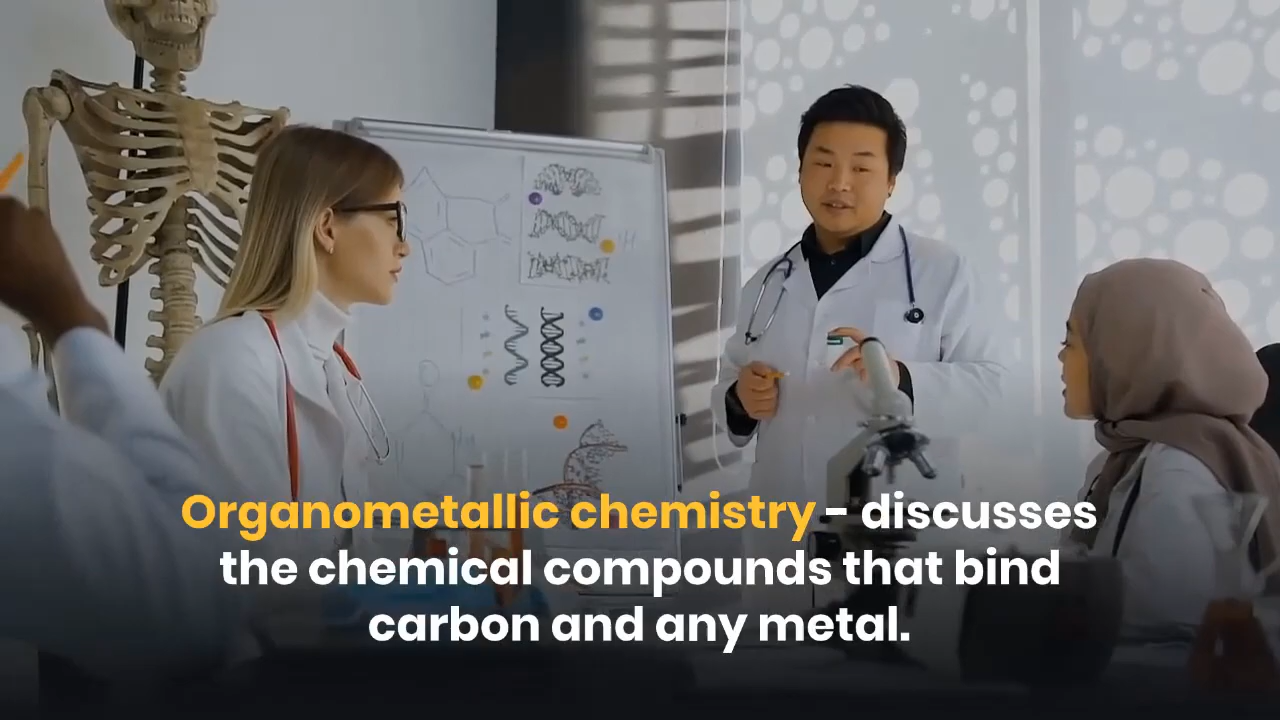 Organometallic chemistry - discusses
the chemical compounds that bind
carbon and any metal.